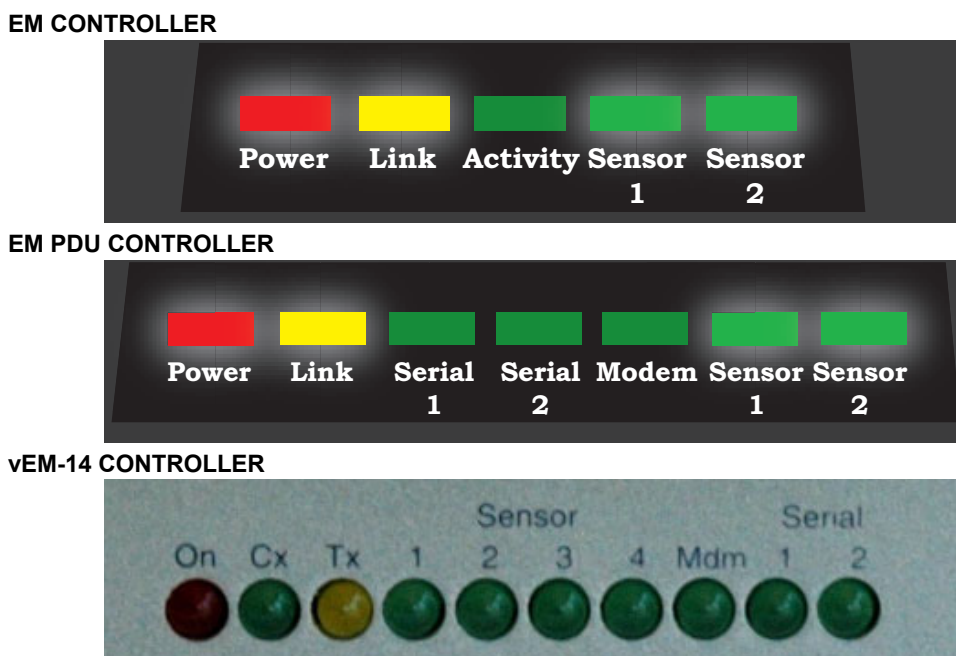 EM CONTROLLER
Power Link Activity Sensor Sensor
1 2
EM PDU CONTROLLER
Power Link Serial Serial Modem Sensor Sensor
1 2 1 2
vEM-14 CONTROLLER
Sensor Serial
On Cx Tx 1 2 3 4 Mdm 1 2